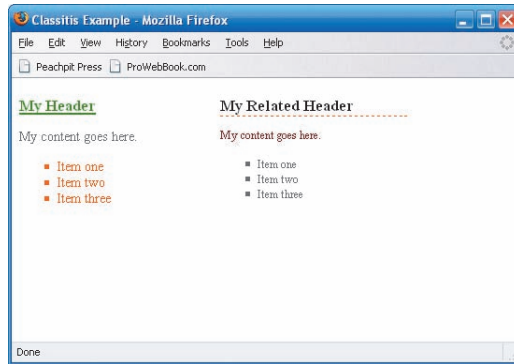 Classitis Example - Mozilla Firefox
File Edit View History Bookmarks Tools Help
Peachpit Press ProWebBook.com
My Header
My content goes here.
Item one
Item two
Item three
My Related Header
My content goes here.
Item one
Item two
Item three
Done